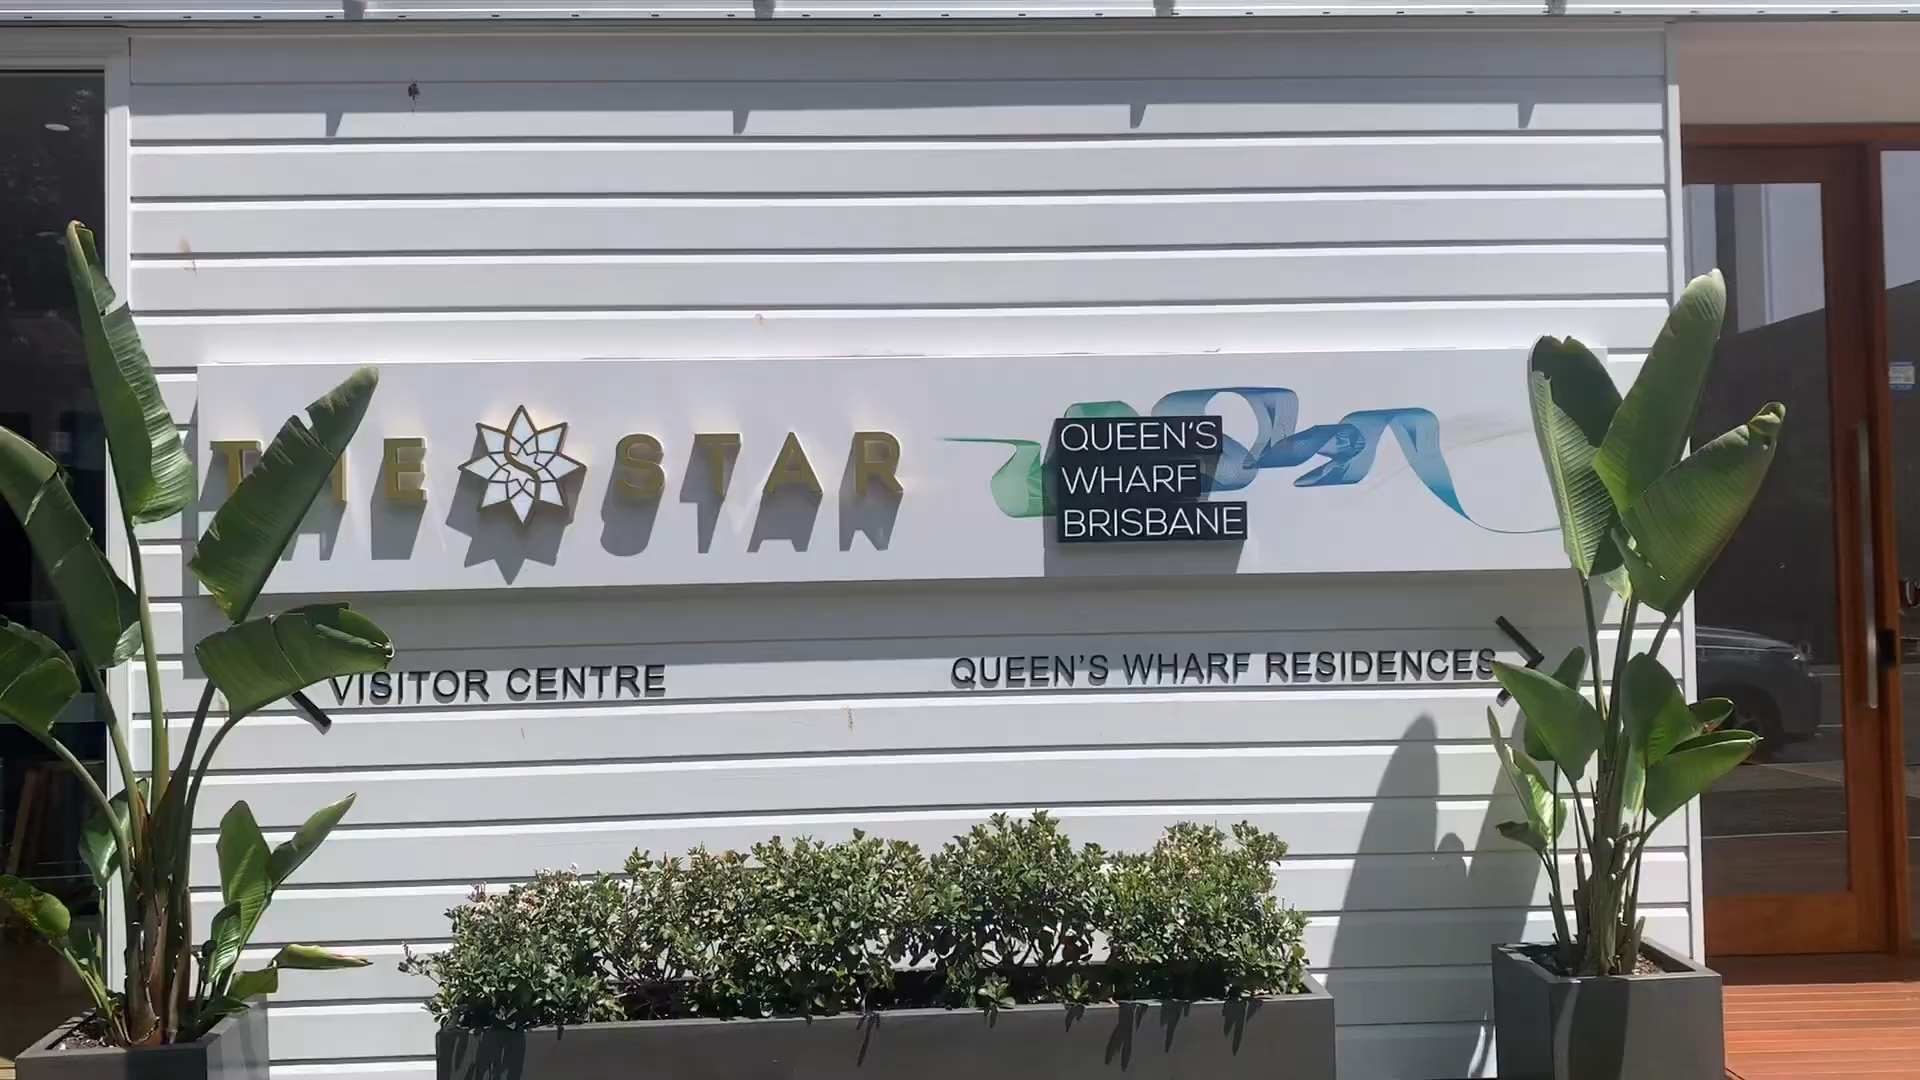 THE STAR
QUEEN'S
WHARF
BRISBANE
VISITOR CENTRE
QUEEN'S WHARF RESIDENCES